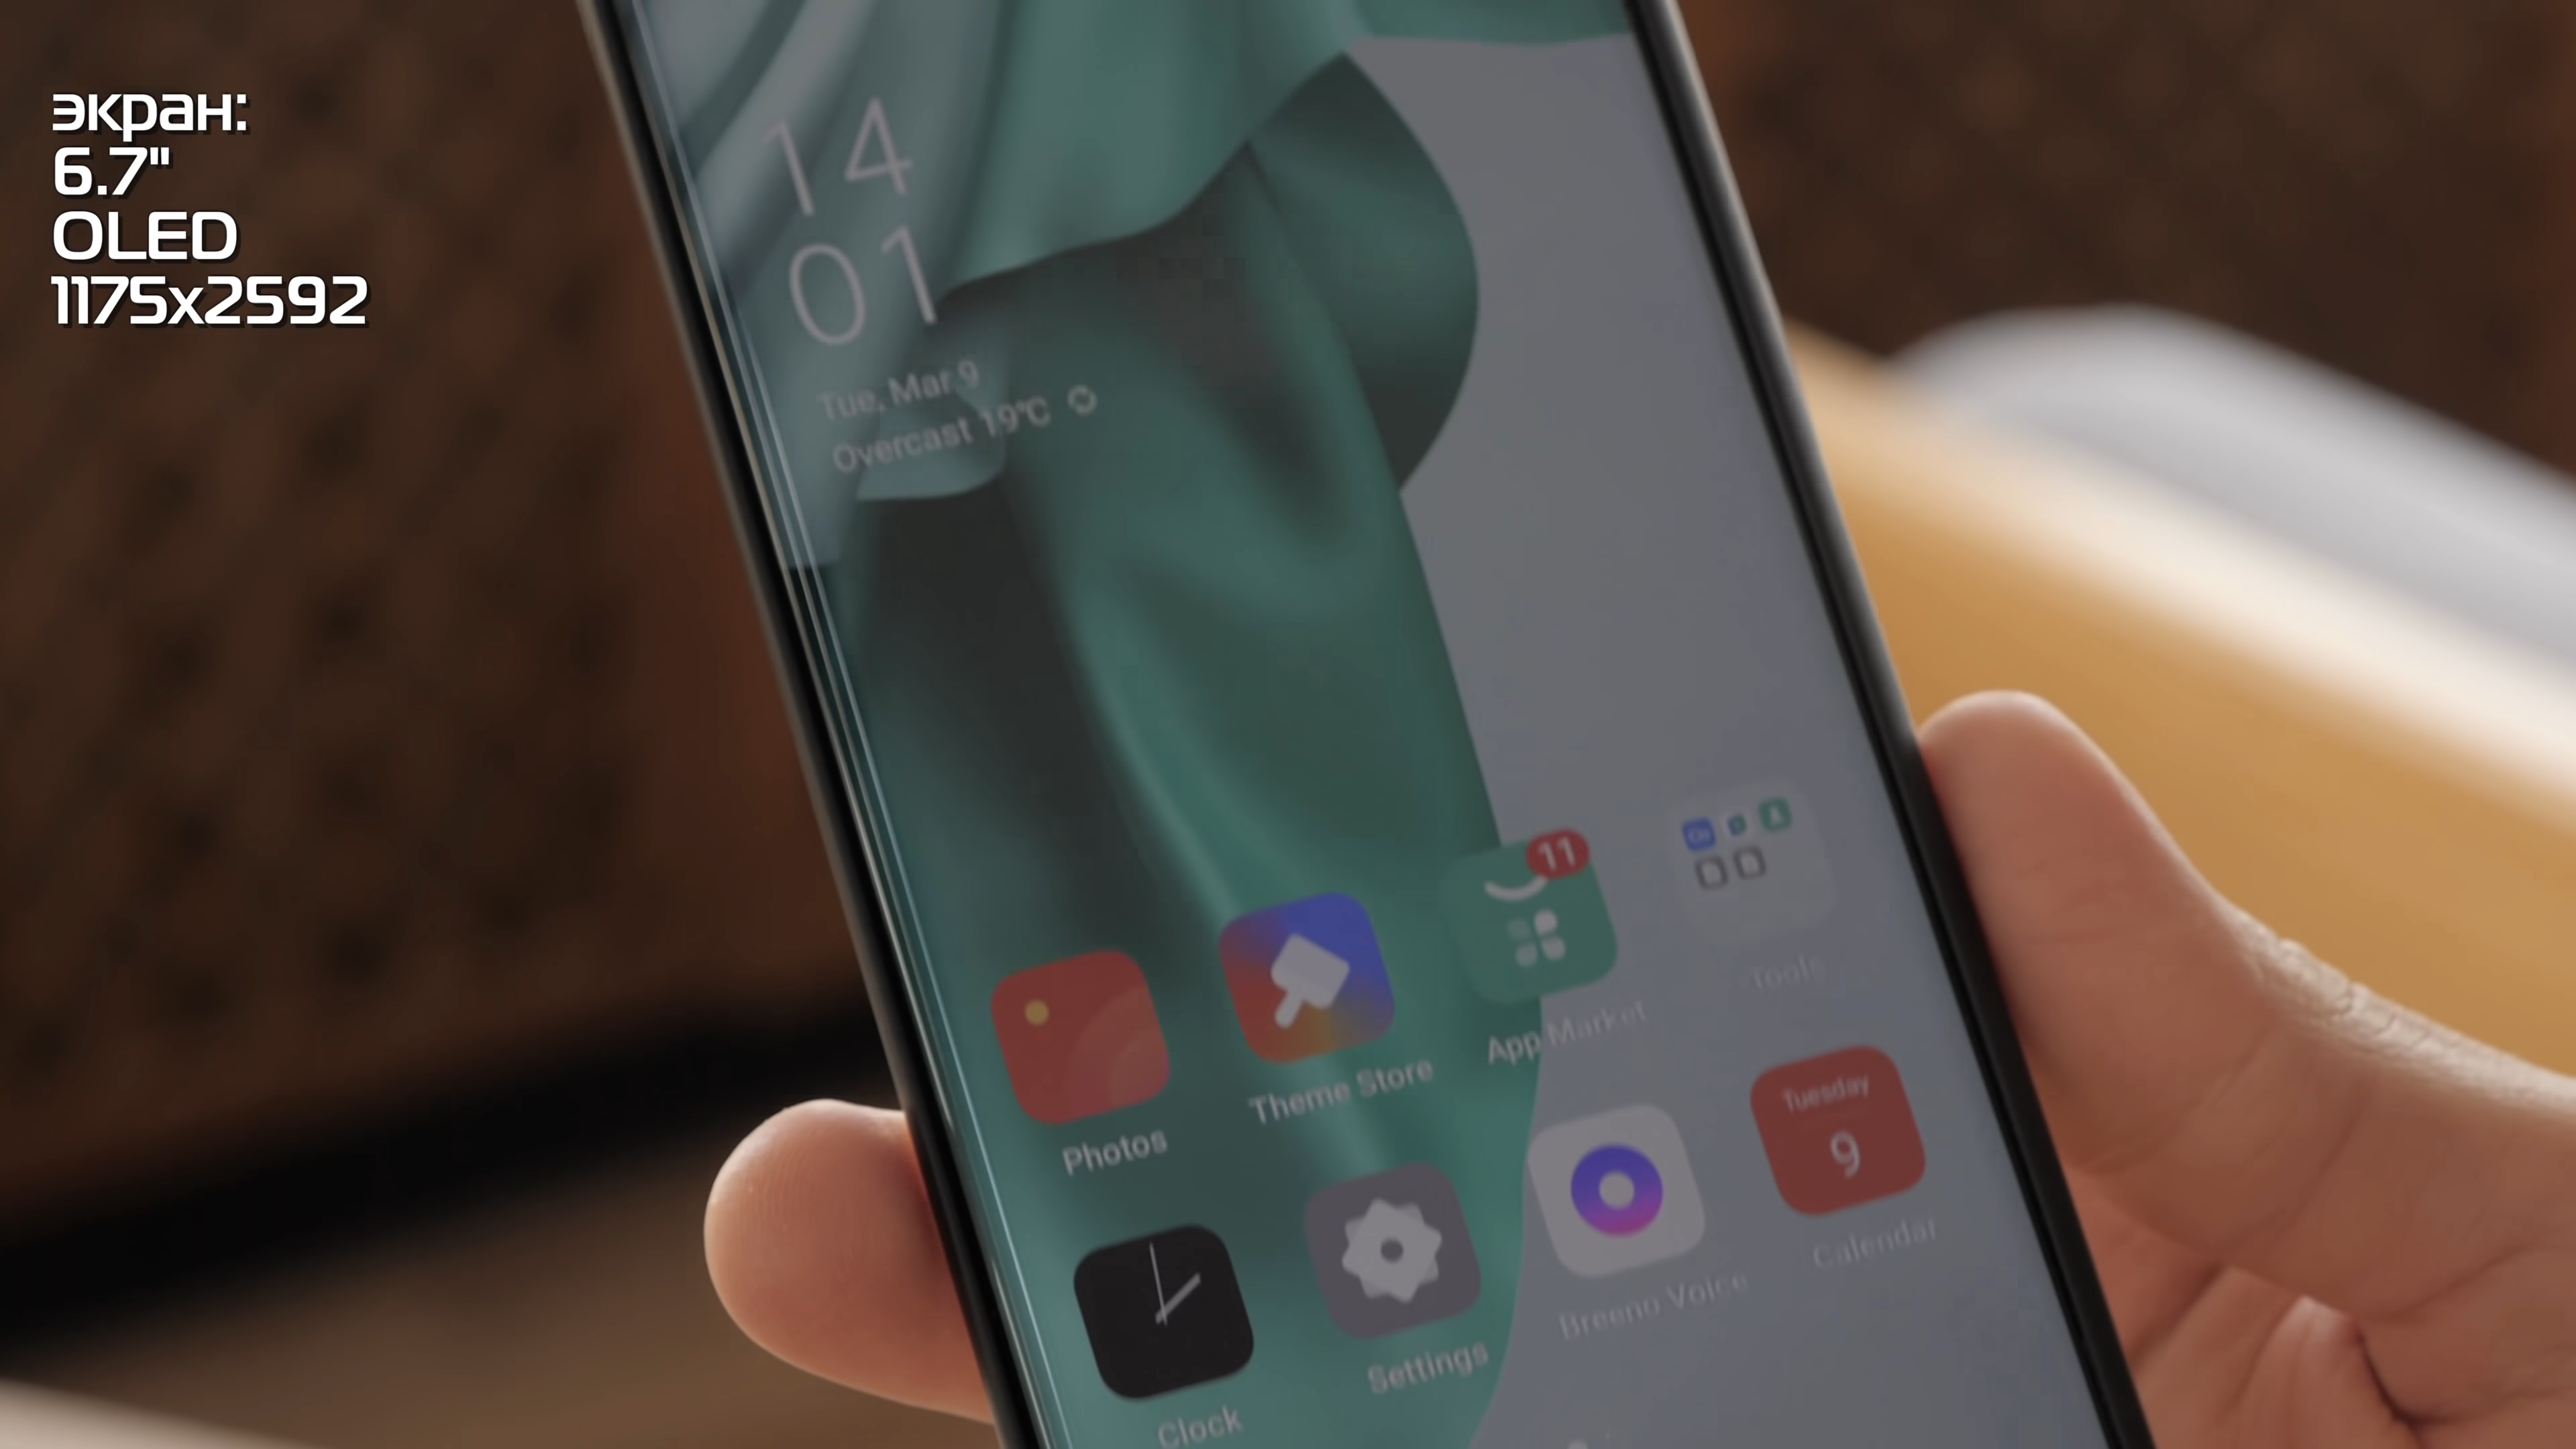 экран:
6.7"
OLED
1175x2592
14
01
Tue, Mar 9
Overcast 19°C
11
Photos
Theme Store
App Market
Tools
Tuesday
9
Clock
Settings
Breeno Voice
Calendar